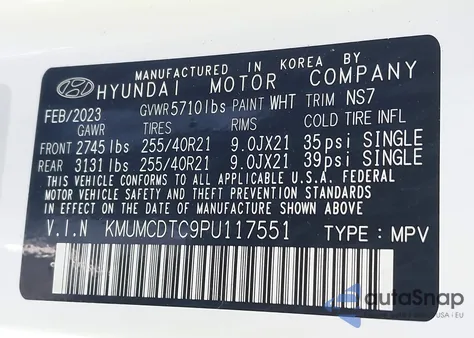 MANUFACTURED IN KOREA BY
HYUNDAI MOTOR COMPANY
FEB/2023 GVWR 5710lbs PAINT WHT TRIM NS7
GAWR TIRES RIMS COLD TIRE INFL
FRONT 2745 lbs 255/40R21 9.0JX21 35psi SINGLE
REAR 3131 lbs 255/40R21 9.0JX21 39psi SINGLE
THIS VEHICLE CONFORMS TO ALL APPLICABLE U.S.A. FEDERAL
MOTOR VEHICLE SAFETY AND THEFT PREVENTION STANDARDS
IN EFFECT ON THE DATE OF MANUFACTURE SHOWN ABOVE.
V.I.N KMUMCDTC9PU117551 TYPE : MPV
autoSnap
USA • EU